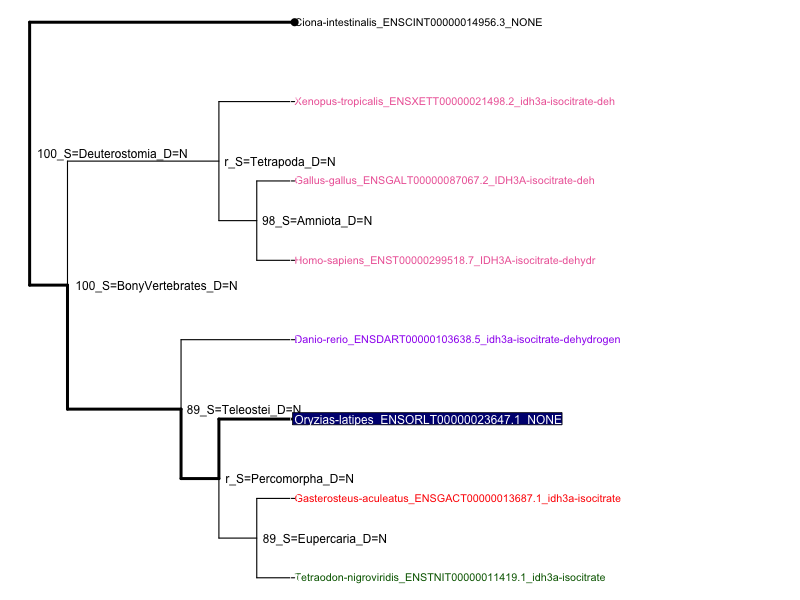 Ciona-intestinalis_ENSCINT00000014956.3_NONE
Xenopus-tropicalis_ENSXETT00000021498.2_idh3a-isocitrate-deh
100_S=Deuterostomia_D=N
r_S=Tetrapoda_D=N
Gallus-gallus_ENSGALT00000087067.2_IDH3A-isocitrate-deh
98_S=Amniota_D=N
Homo-sapiens_ENST00000299518.7_IDH3A-isocitrate-dehydr
100_S=BonyVertebrates_D=N
Danio-rerio_ENSDART00000103638.5_idh3a-isocitrate-dehydrogen
89_S=Teleostei_D=N
Oryzias-latipes_ENSORLT00000023647.1_NONE
r_S=Percomorpha_D=N
Gasterosteus-aculeatus_ENSGACT00000013687.1_idh3a-isocitrate
89_S=Eupercaria_D=N
Tetraodon-nigroviridis_ENSTNIT00000011419.1_idh3a-isocitrate